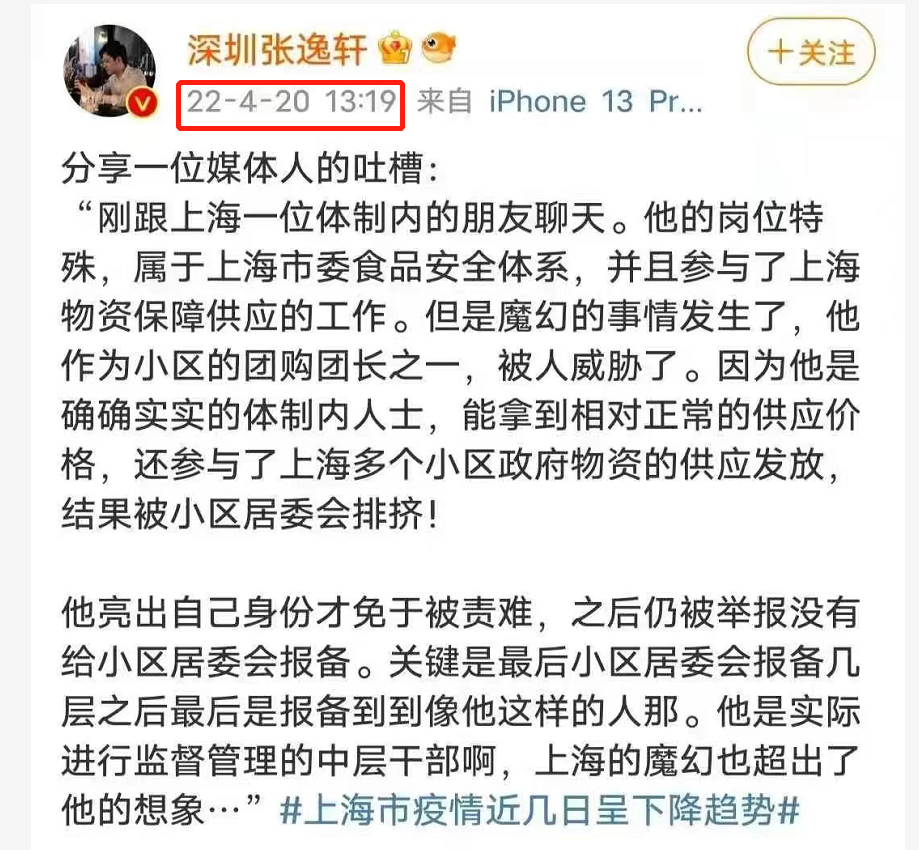 深圳张逸轩
+关注
22-4-20 13:19 来自 iPhone 13 Pr...
分享一位媒体人的吐槽：
“刚跟上海一位体制内的朋友聊天。他的岗位特
殊，属于上海市委食品安全体系，并且参与了上海
物资保障供应的工作。但是魔幻的事情发生了，他
作为小区的团购团长之一，被人威胁了。因为他是
确确实实的体制内人士，能拿到相对正常的供应价
格，还参与了上海多个小区政府物资的供应发放，
结果被小区居委会排挤！
他亮出自己身份才免于被责难，之后仍被举报没有
给小区居委会报备。关键是最后小区居委会报备几
层之后最后是报备到到像他这样的人那。他是实际
进行监督管理的中层干部啊，上海的魔幻也超出了
他的想象…” #上海市疫情近几日呈下降趋势#